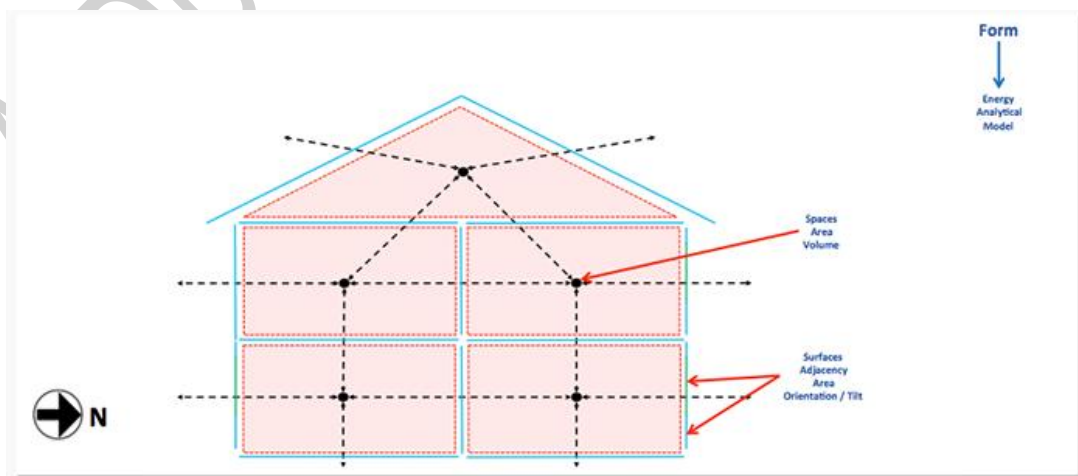 Form
Energy
Analytical
Model
Spaces
Area
Volume
Surfaces
Adjacency
Area
Orientation / Tilt
N